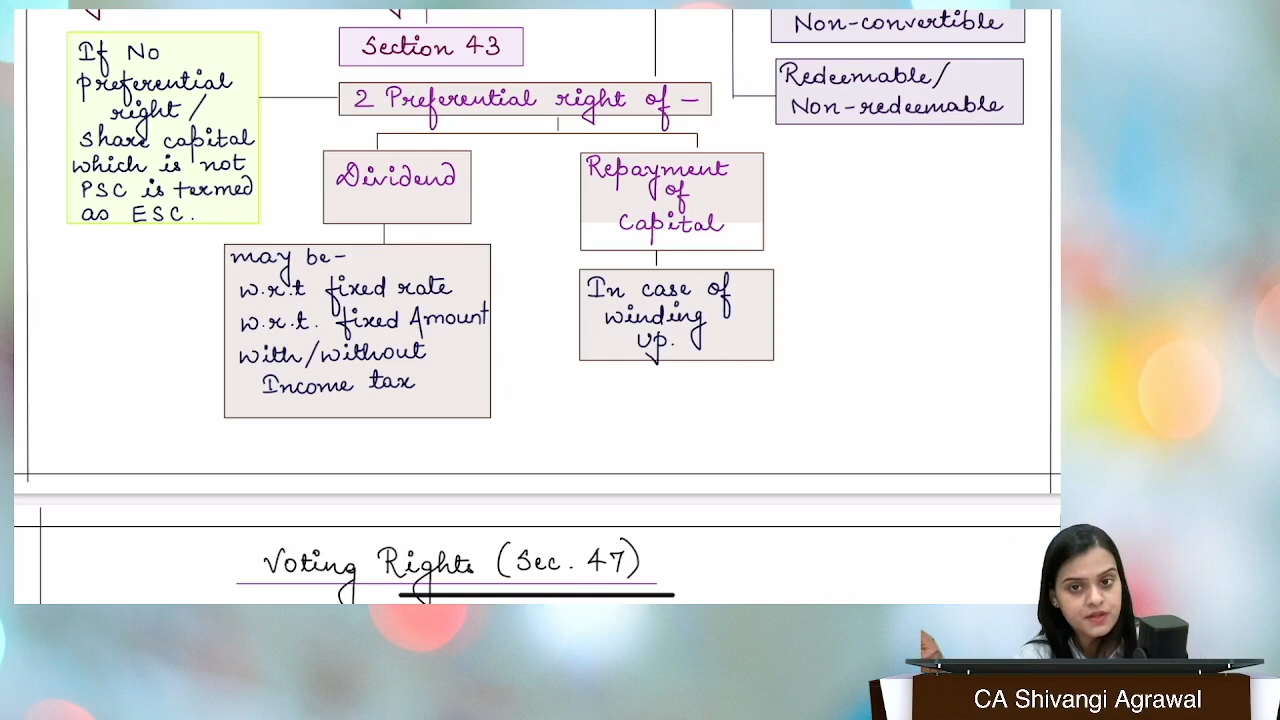 Non-convertible
Redeemable/
Non-redeemable
If No
preferential
right/
Share capital
which is not
PSC is termed
as ESC.
Section 43
2 Preferential right of -
Dividend
Repayment
of
Capital
may be-
w.r.t fixed rate
w.r.t. fixed Amount
with/without
Income tax
In case of
winding
up.
Voting Rights (Sec. 47)
CA Shivangi Agrawal